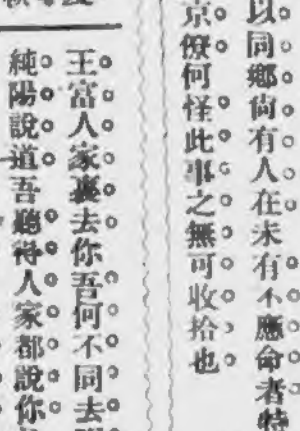 以同鄉尙有人在未有不應命者特
京僚何怪此事之無可收拾也
王富人家裏去你吾何不同去
純陽說道吾聽得人家都說你